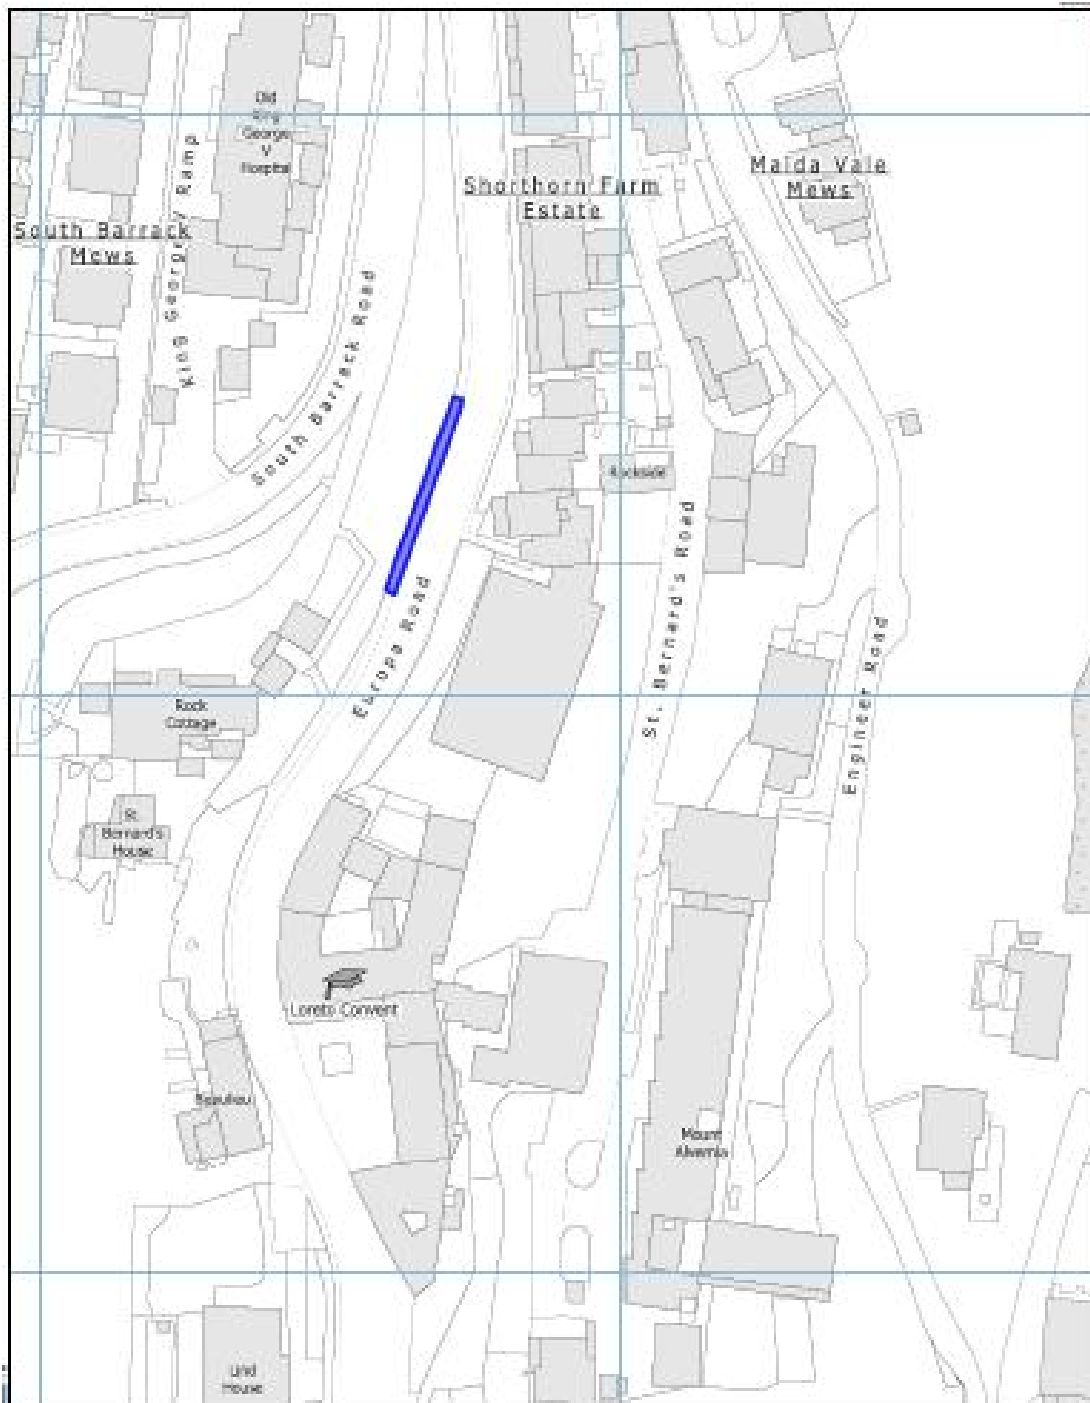 Old
King
George
V
Hospital
Maida Vale
Mews
Shorthorn Farm
Estate
South Barrack
Mews
King George V Ramp
South Barrack Road
Rockside
St. Bernard's Road
Europa Road
Engineer Road
Rock
Cottage
St.
Bernard's
House
Loreto Convent
Beaulieu
Mount
Alvernia
Lind
House